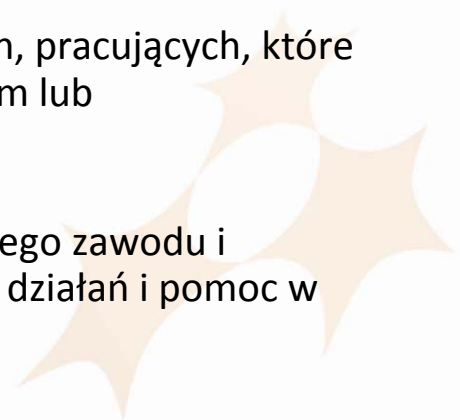 , pracujących, które
m lub
ego zawodu i
działań i pomoc w